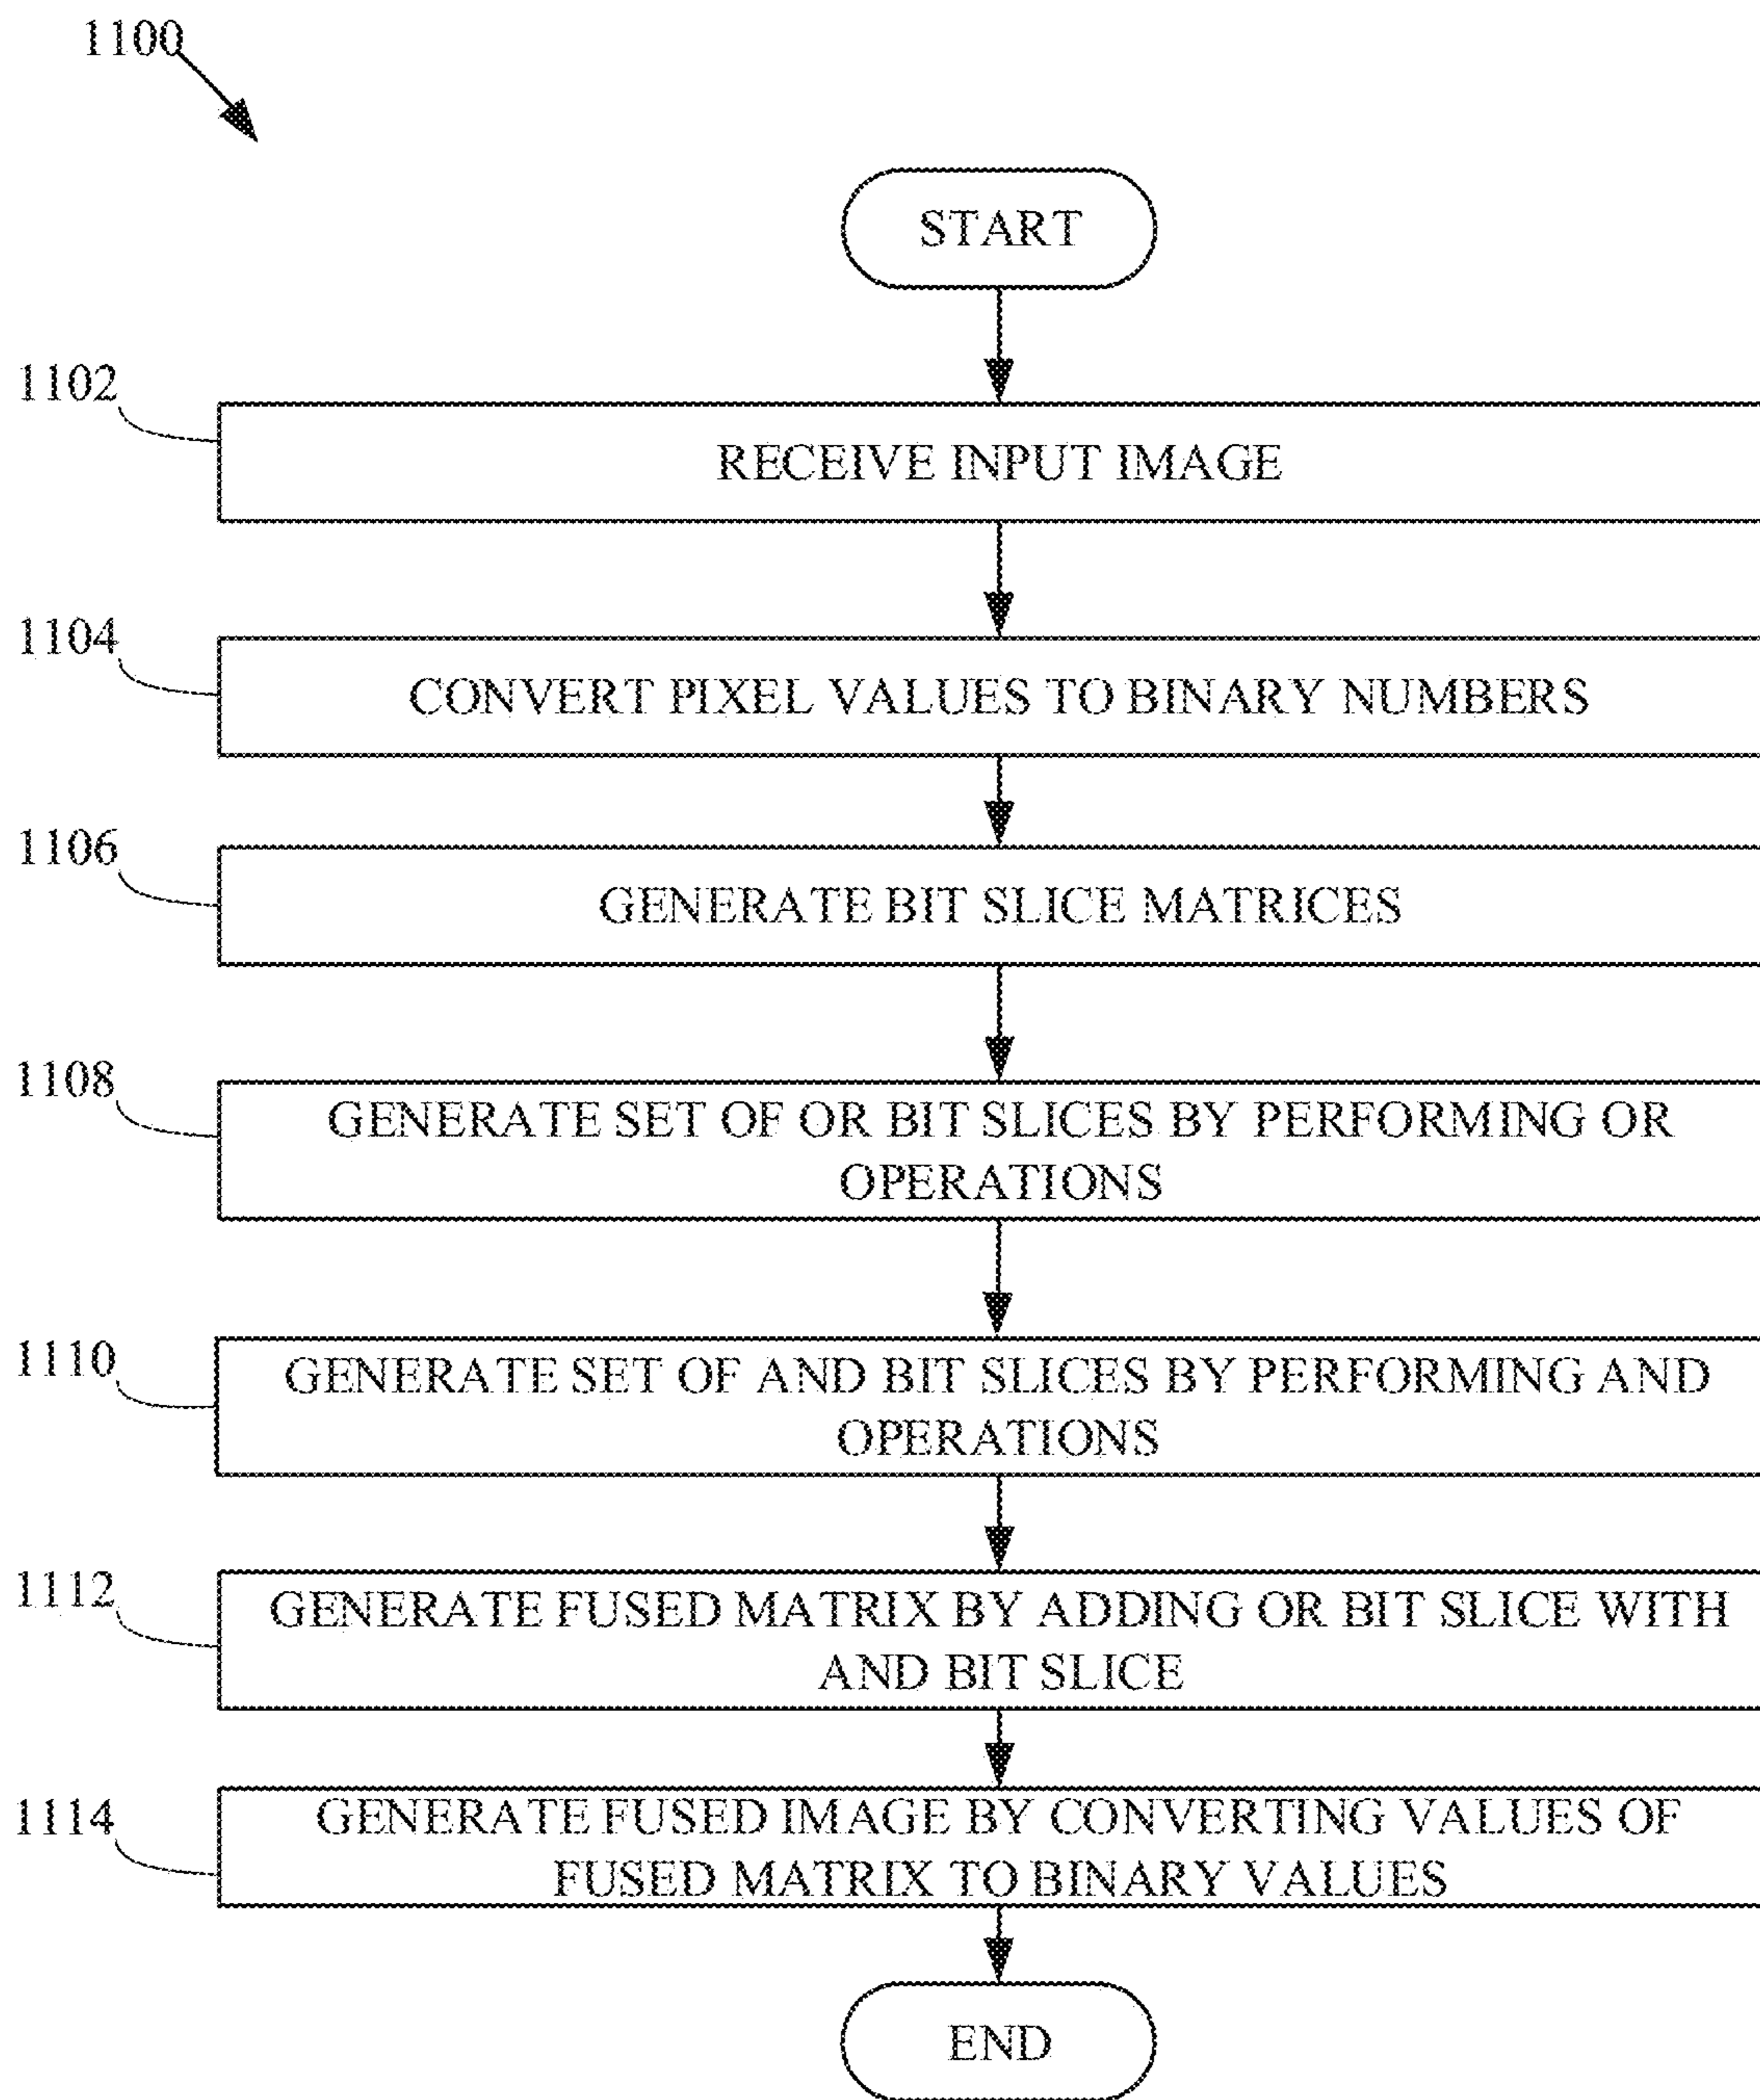 1100
START
1102
RECEIVE INPUT IMAGE
1104
CONVERT PIXEL VALUES TO BINARY NUMBERS
1106
GENERATE BIT SLICE MATRICES
1108
GENERATE SET OF OR BIT SLICES BY PERFORMING OR
OPERATIONS
1110
GENERATE SET OF AND BIT SLICES BY PERFORMING AND
OPERATIONS
1112
GENERATE FUSED MATRIX BY ADDING OR BIT SLICE WITH
AND BIT SLICE
1114
GENERATE FUSED IMAGE BY CONVERTING VALUES OF
FUSED MATRIX TO BINARY VALUES
END